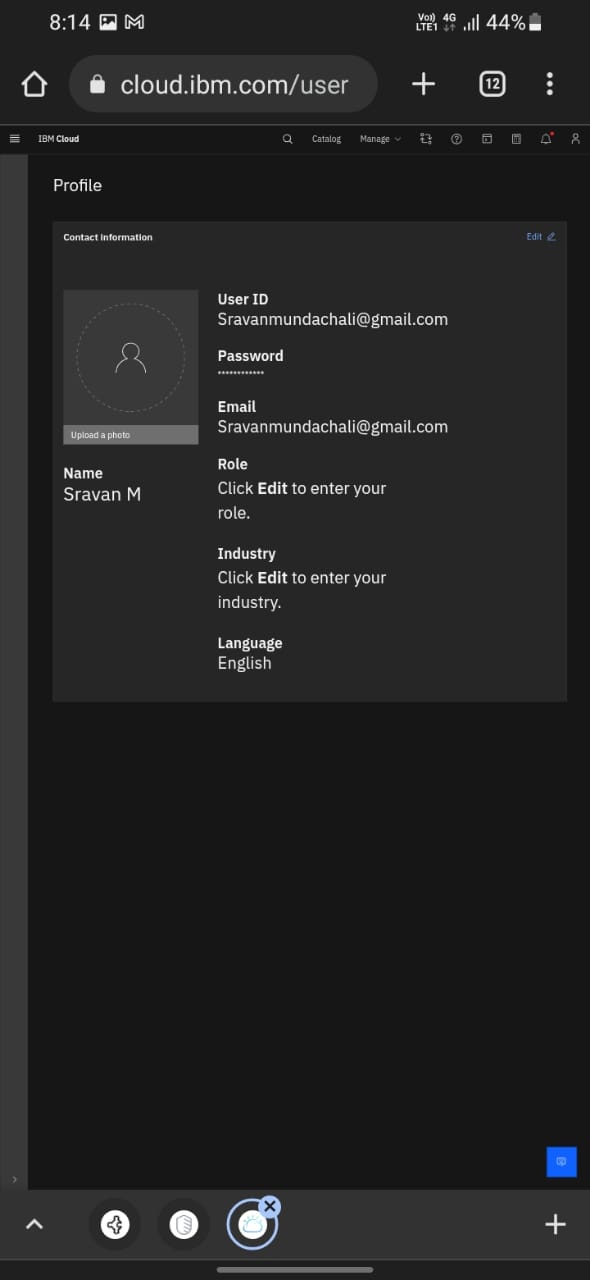 8:14
Vo)) 4G
LTE1
44%
cloud.ibm.com/user
12
IBM Cloud
Catalog
Manage
Profile
Contact information
Edit
User ID
Sravanmundachali@gmail.com
Password
************
Email
Sravanmundachali@gmail.com
Upload a photo
Name
Sravan M
Role
Click Edit to enter your
role.
Industry
Click Edit to enter your
industry.
Language
English